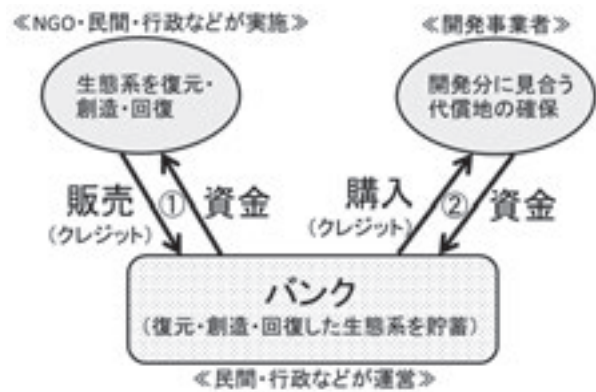 ≪NGO・民間・行政などが実施≫
≪開発事業者≫
生態系を復元・
創造・回復
開発分に見合う
代償地の確保
販売
(クレジット)
①
資金
購入
(クレジット)
②
資金
バンク
(復元・創造・回復した生態系を貯蓄)
≪民間・行政などが運営≫